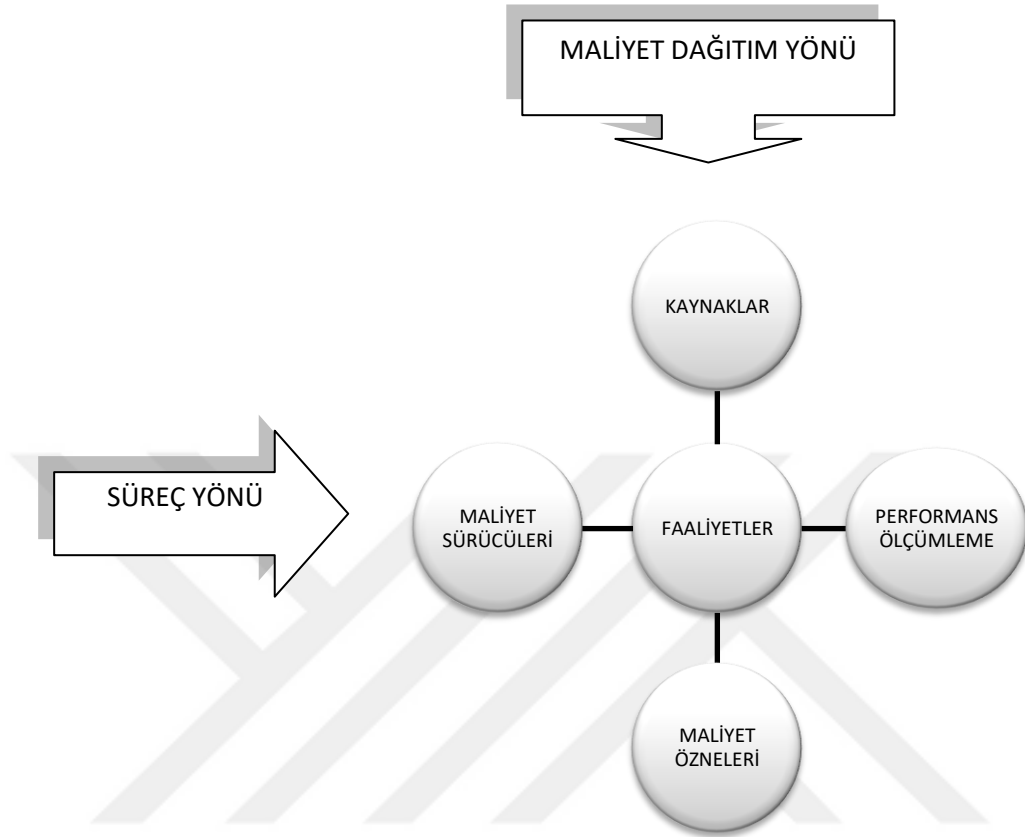 MALİYET DAĞITIM YÖNÜ
KAYNAKLAR
SÜREÇ YÖNÜ
MALİYET
SÜRÜCÜLERİ
FAALİYETLER
PERFORMANS
ÖLÇÜMLEME
MALİYET
ÖZNELERİ